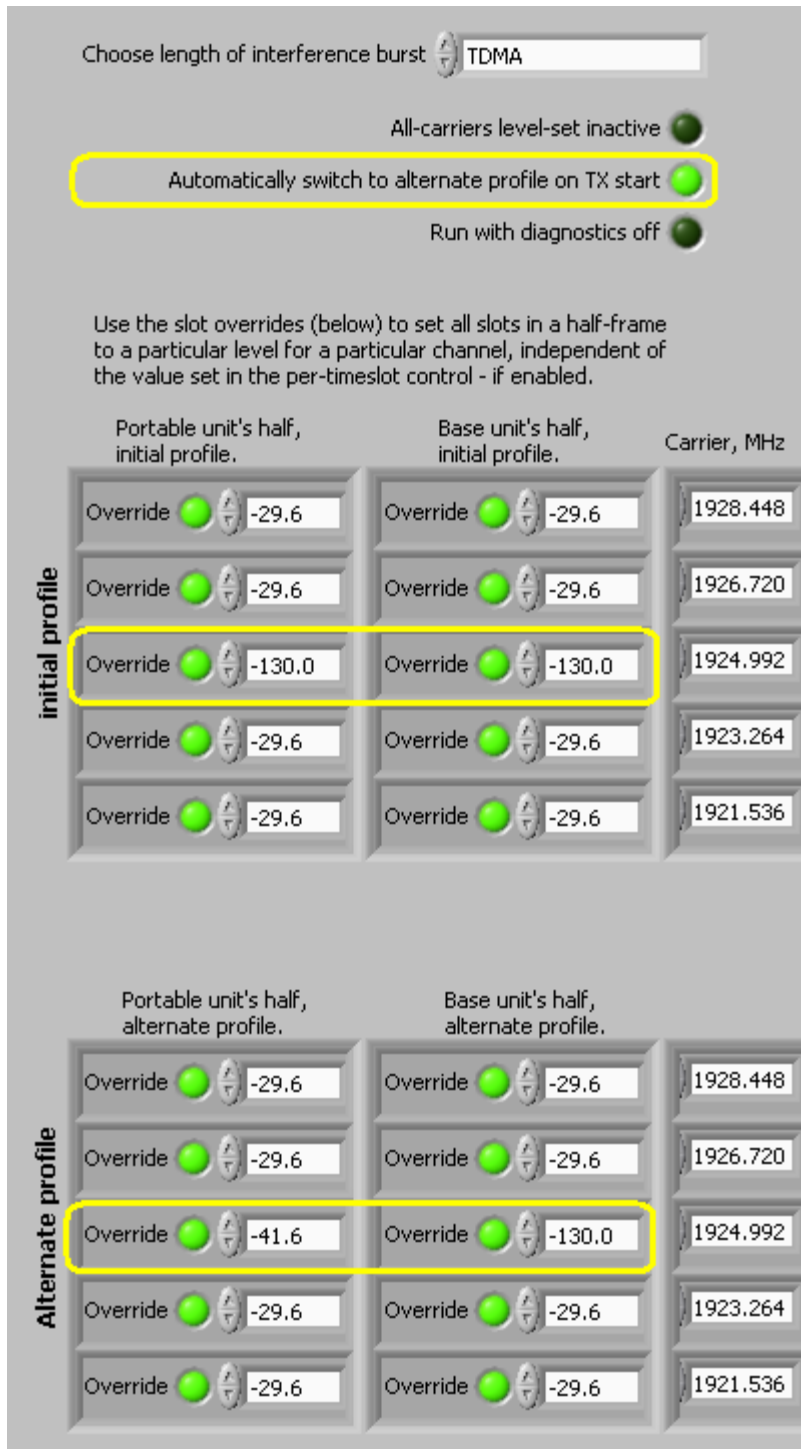 Choose length of interference burst TDMA
All-carriers level-set inactive
Automatically switch to alternate profile on TX start
Run with diagnostics off
Use the slot overrides (below) to set all slots in a half-frame
to a particular level for a particular channel, independent of
the value set in the per-timeslot control - if enabled.
Portable unit's half,
initial profile.
Base unit's half,
initial profile.
Carrier, MHz
initial profile
Override -29.6 Override -29.6 1928.448
Override -29.6 Override -29.6 1926.720
Override -130.0 Override -130.0 1924.992
Override -29.6 Override -29.6 1923.264
Override -29.6 Override -29.6 1921.536
Portable unit's half,
alternate profile.
Base unit's half,
alternate profile.
Alternate profile
Override -29.6 Override -29.6 1928.448
Override -29.6 Override -29.6 1926.720
Override -41.6 Override -130.0 1924.992
Override -29.6 Override -29.6 1923.264
Override -29.6 Override -29.6 1921.536